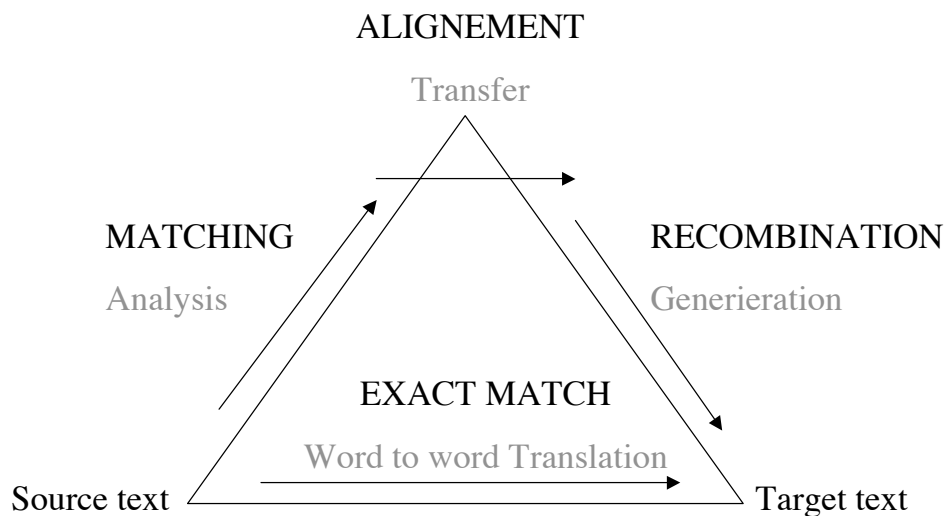 ALIGNEMENT
Transfer
MATCHING
Analysis
RECOMBINATION
Generieration
EXACT MATCH
Word to word Translation
Source text
Target text